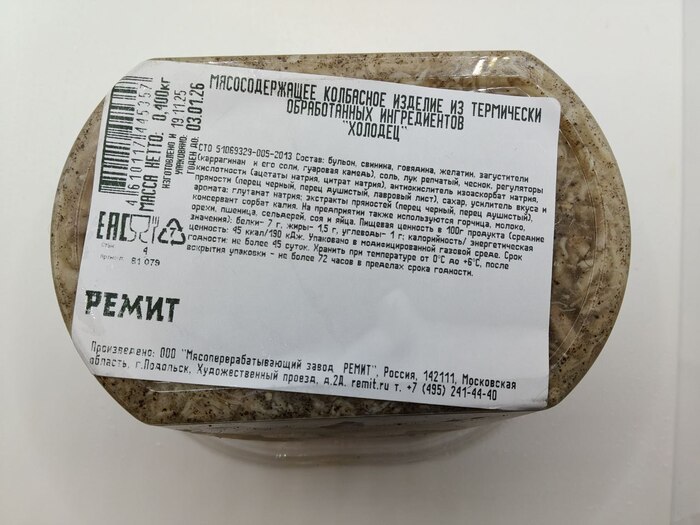 МЯСОСОДЕРЖАЩЕЕ КОЛБАСНОЕ ИЗДЕЛИЕ ИЗ ТЕРМИЧЕСКИ
ОБРАБОТАННЫХ ИНГРЕДИЕНТОВ
"ХОЛОДЕЦ"
4610117445357
МАССА НЕТТО: 0,400кг
ИЗГОТОВЛЕНО И
УПАКОВАНО: 19.11.25
ГОДЕН ДО: 03.01.26
СТО 51069329-005-2013 Состав: бульон, свинина, говядина, желатин, загустители
(каррагинан и его соли, гуаровая камедь), соль, лук репчатый, чеснок, регуляторы
кислотности (ацетаты натрия, цитрат натрия), антиокислитель изоаскорбат натрия,
пряности (перец черный, перец душистый, лавровый лист), сахар, усилитель вкуса и
аромата: глутамат натрия; экстракты пряностей (перец черный, перец душистый),
консервант сорбат калия. На предприятии также используются горчица, молоко,
орехи, пшеница, сельдерей, соя и яйца. Пищевая ценность в 100г продукта (средние
значения): белки- 7 г, жиры- 1,5 г, углеводы- 1 г; калорийность/ энергетическая
ценность: 45 ккал/190 кДж. Упаковано в модифицированной газовой среде. Срок
годности: не более 45 суток. Хранить при температуре от 0°С до +6°С, после
вскрытия упаковки - не более 72 часов в пределах срока годности.
ЕАС
4
81 079
РЕМИТ
Произведено: ООО "Мясоперерабатывающий завод РЕМИТ", Россия, 142111, Московская
область, г.Подольск, Художественный проезд, д.2Д. remit.ru т. +7 (495) 241-44-40